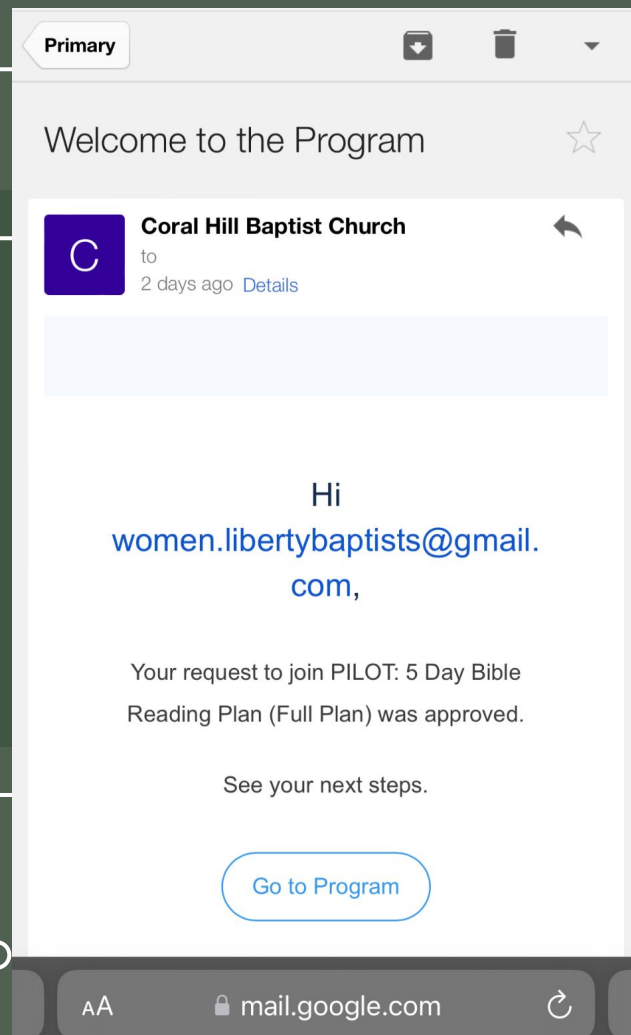 Primary
Welcome to the Program
C
Coral Hill Baptist Church
to
2 days ago Details
Hi
women.libertybaptists@gmail.
com,
Your request to join PILOT: 5 Day Bible
Reading Plan (Full Plan) was approved.
See your next steps.
Go to Program
AA mail.google.com